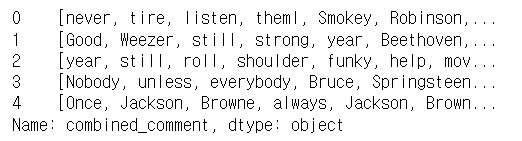 0 [never, tire, listen, theml, Smokey, Robinson,...
1 [Good, Weezer, still, strong, year, Beethoven,...
2 [year, still, roll, shoulder, funky, help, mov...
3 [Nobody, unless, everybody, Bruce, Springsteen...
4 [Once, Jackson, Browne, always, Jackson, Brown...
Name: combined_comment, dtype: object